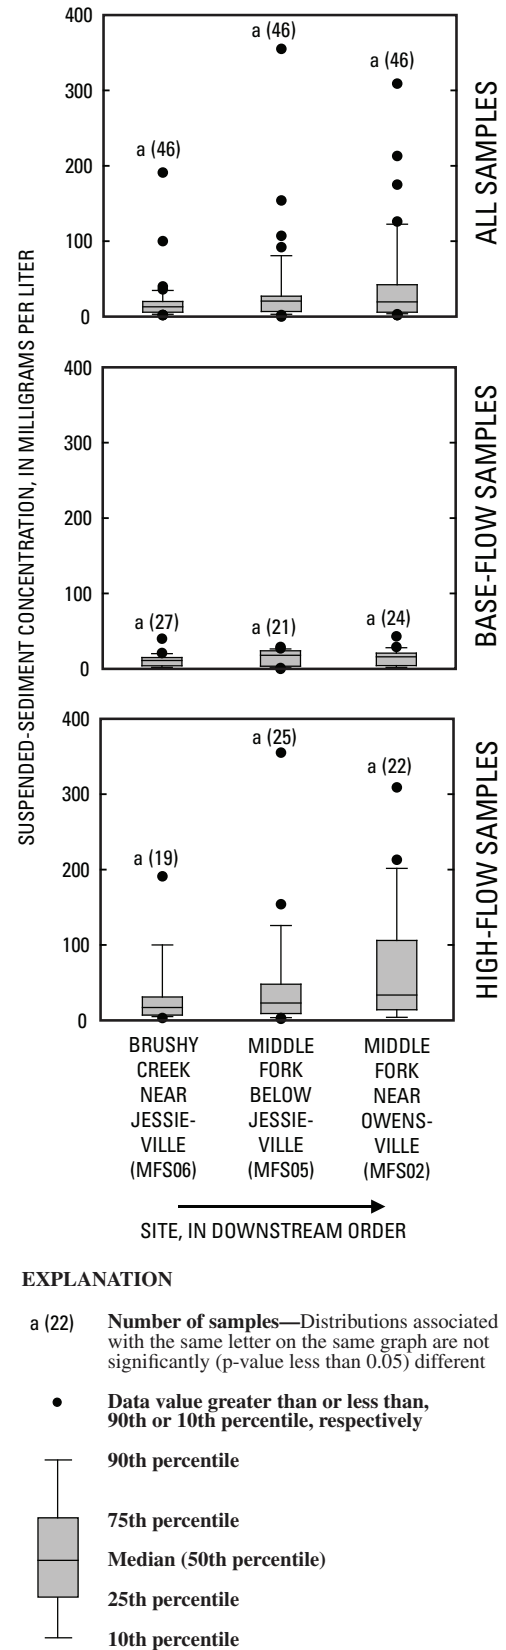 SUSPENDED-SEDIMENT CONCENTRATION, IN MILLIGRAMS PER LITER
400
300
200
100
0
a (46)
a (46)
a (46)
ALL SAMPLES
400
300
200
100
0
a (27)
a (21)
a (24)
BASE-FLOW SAMPLES
400
300
200
100
0
a (19)
a (25)
a (22)
HIGH-FLOW SAMPLES
BRUSHY
CREEK
NEAR
JESSIE-
VILLE
(MFS06)
MIDDLE
FORK
BELOW
JESSIE-
VILLE
(MFS05)
MIDDLE
FORK
NEAR
OWENS-
VILLE
(MFS02)
SITE, IN DOWNSTREAM ORDER
EXPLANATION
a (22)
Number of samples—Distributions associated
with the same letter on the same graph are not
significantly (p-value less than 0.05) different
Data value greater than or less than,
90th or 10th percentile, respectively
90th percentile
75th percentile
Median (50th percentile)
25th percentile
10th percentile